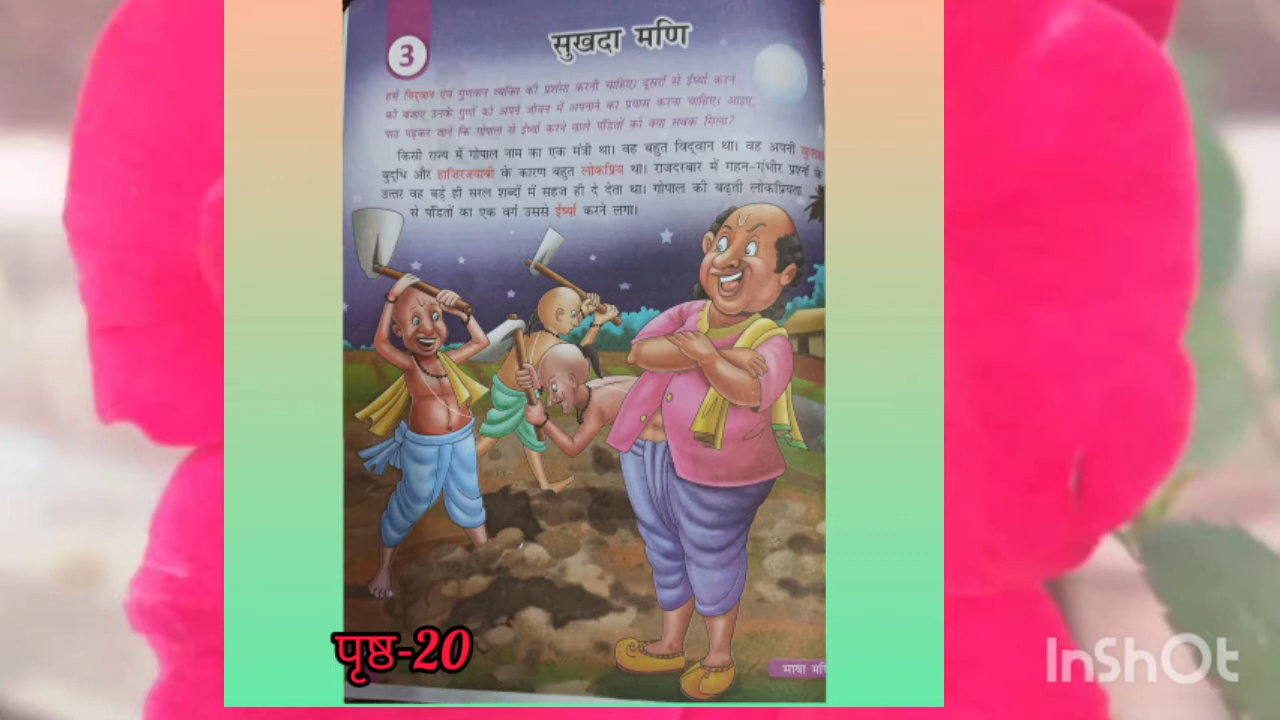 3
सुखदा मणि
हमें विद्वान एवं गुणवान व्यक्ति की प्रशंसा करनी चाहिए। दूसरों से ईर्ष्या करने
की बजाए उनके गुणों को अपने जीवन में अपनाने का प्रयास करना चाहिए। आइए,
पाठ पढ़कर जानें कि गोपाल से ईर्ष्या करने वाले पंडितों को क्या सबक मिला?
किसी राज्य में गोपाल नाम का एक मंत्री था। वह बहुत विद्वान था। वह अपनी
बुद्धि और हाजिरजवाबी के कारण बहुत लोकप्रिय था। राजदरबार में गहन-गंभीर प्रश्नों के
उत्तर वह बड़े ही सरल शब्दों में सहज ही दे देता था। गोपाल की बढ़ती लोकप्रियता
से पंडितों का एक वर्ग उससे ईर्ष्या करने लगा।
पृष्ठ-20
भाषा
InShOt